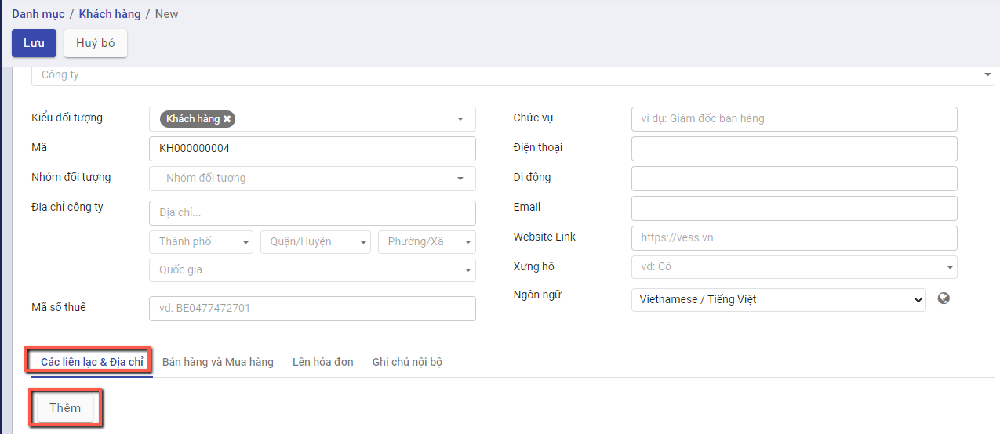 Danh mục / Khách hàng / New
Lưu Huỷ bỏ
Công ty
Kiểu đối tượng Khách hàng ✖ Chức vụ ví dụ: Giám đốc bán hàng
Mã KH000000004 Điện thoại
Nhóm đối tượng Nhóm đối tượng Di động
Địa chỉ công ty Địa chỉ... Email
Thành phố Quận/Huyện Phường/Xã Website Link https://vess.vn
Quốc gia Xưng hô vd: Cô
Ngôn ngữ Vietnamese / Tiếng Việt
Mã số thuế vd: BE0477472701
Các liên lạc & Địa chỉ Bán hàng và Mua hàng Lên hóa đơn Ghi chú nội bộ
Thêm